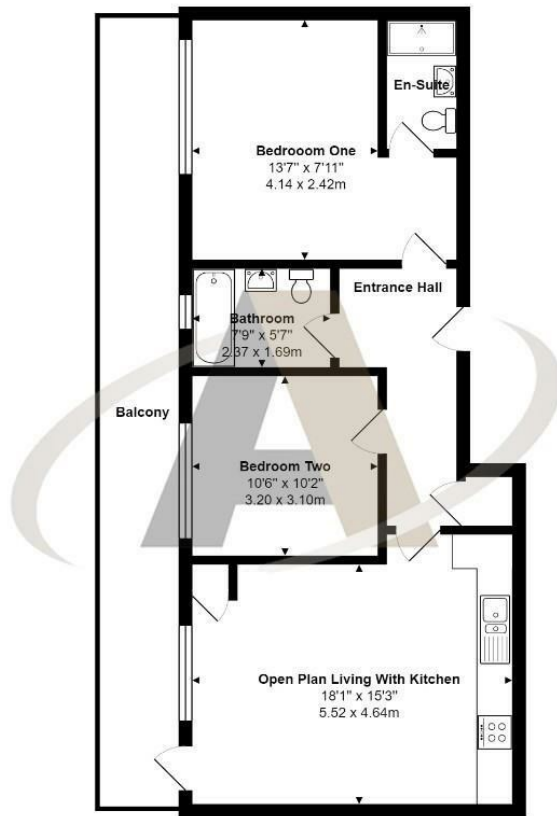 En-Suite
Bedrooom One
13'7" x 7'11"
4.14 x 2.42m
Entrance Hall
Bathroom
7'9" x 5'7"
2.37 x 1.69m
Balcony
Bedroom Two
10'6" x 10'2"
3.20 x 3.10m
Open Plan Living With Kitchen
18'1" x 15'3"
5.52 x 4.64m